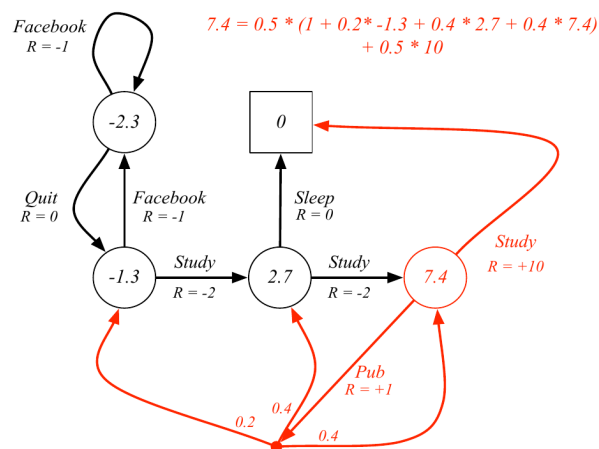 Facebook
R = -1
7.4 = 0.5 * (1 + 0.2* -1.3 + 0.4 * 2.7 + 0.4 * 7.4)
+ 0.5 * 10
-2.3
0
Quit
R = 0
Facebook
R = -1
Sleep
R = 0
-1.3
Study
R = -2
2.7
Study
R = -2
7.4
Study
R = +10
Pub
R = +1
0.2
0.4
0.4